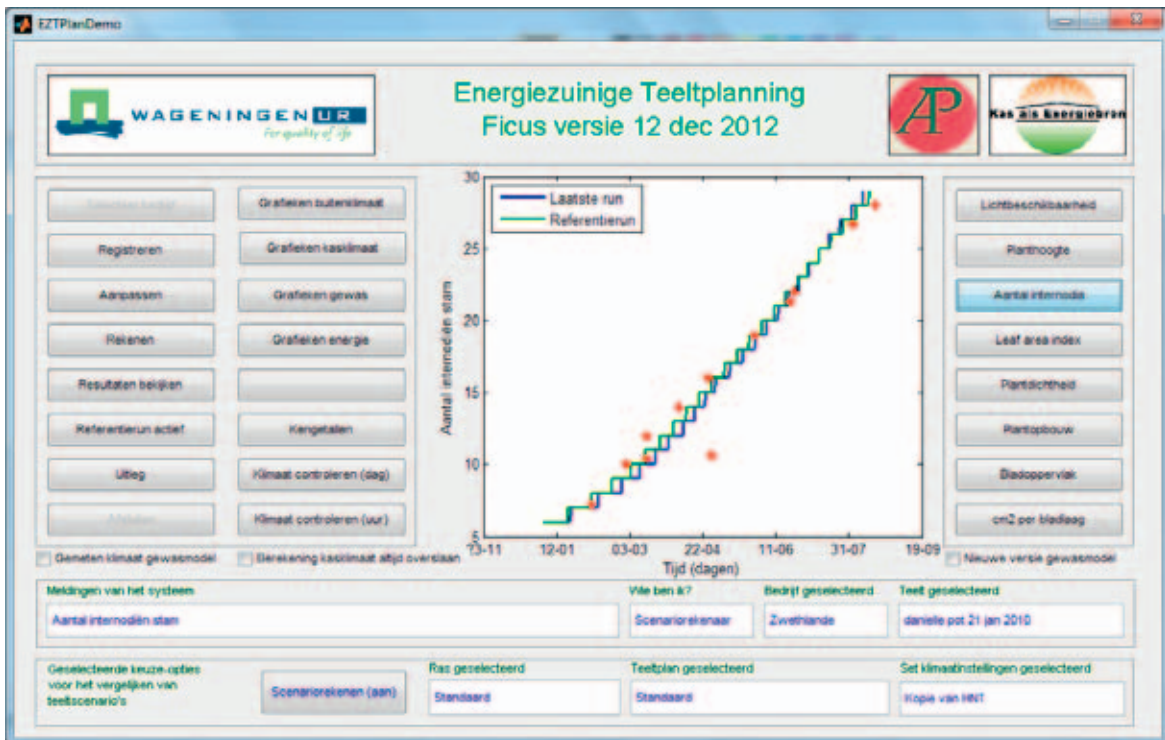 EZTPlanDemo
WAGENINGEN UR
For quality of life
Energiezuinige Teeltplanning
Ficus versie 12 dec 2012
AP
Kas als Energiebron
Registreren
Aanpassen
Rekenen
Resultaten bekijken
Referentierun actief
Uitleg
Grafieken buitenklimaat
Grafieken kasklimaat
Grafieken gewas
Grafieken energie
Kengetallen
Klimaat controleren (dag)
Klimaat controleren (uur)
Gemeten klimaat gewasmodel
Berekening kasklimaat altijd overslaan
Laatste run
Referentierun
Aantal internodiën stam
30
25
20
15
10
5
23-11
12-01
03-03
22-04
11-06
31-07
19-09
Tijd (dagen)
Lichtbeschikbaarheid
Planthoogte
Aantal internodia
Leaf area index
Plantdichtheid
Plantopbouw
Bladoppervlak
cm2 per bladlaag
Nieuwe versie gewasmodel
Meldingen van het systeem
Aantal internodiën stam
Wie ben ik?
Scenariorekenaar
Bedrijf geselecteerd
Zwethlande
Teelt geselecteerd
danielle pot 21 jan 2010
Geselecteerde keuze-opties
voor het vergelijken van
teeltscenario's
Scenariorekenen (aan)
Ras geselecteerd
Standaard
Teeltplan geselecteerd
Standaard
Set klimaatinstellingen geselecteerd
Kopie van HNT